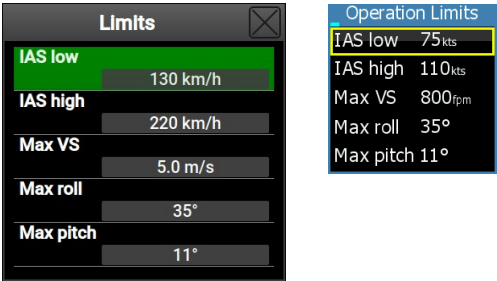 Limits
IAS low
130 km/h
IAS high
220 km/h
Max VS
5.0 m/s
Max roll
35°
Max pitch
11°
Operation Limits
IAS low 75kts
IAS high 110kts
Max VS 800fpm
Max roll 35°
Max pitch 11°